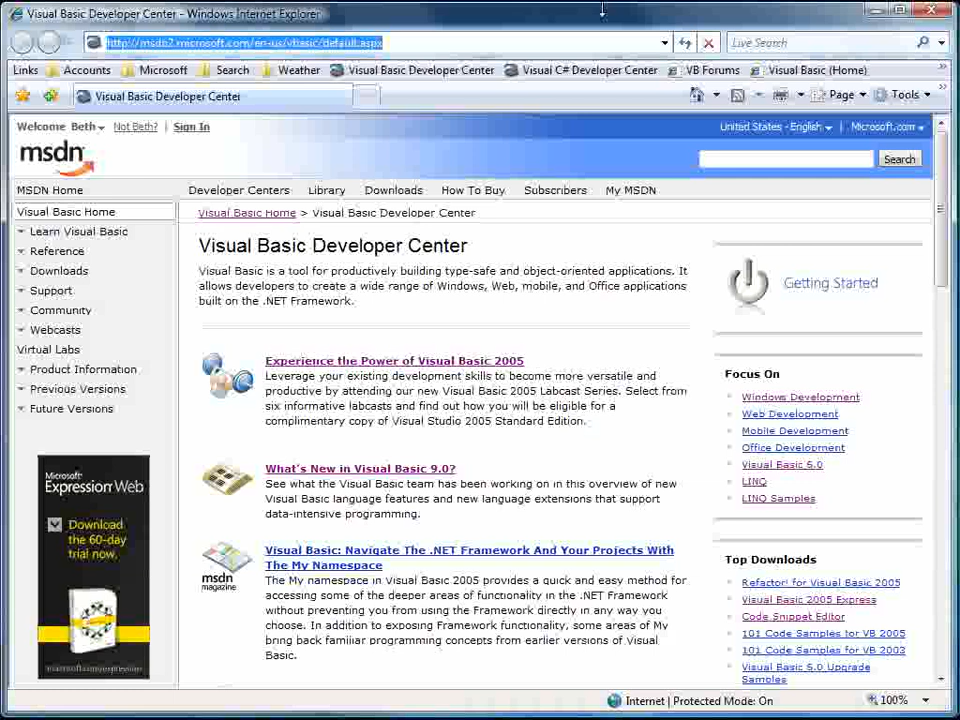 Visual Basic Developer Center - Windows Internet Explorer
http://msdn2.microsoft.com/en-us/vbasic/default.aspx
Live Search
Links Accounts Microsoft Search Weather Visual Basic Developer Center Visual C# Developer Center VB Forums Visual Basic (Home)
Visual Basic Developer Center
Page Tools
Welcome Beth Not Beth? | Sign In
United States - English | Microsoft.com
msdn
Search
MSDN Home
Developer Centers Library Downloads How To Buy Subscribers My MSDN
Visual Basic Home
Learn Visual Basic
Reference
Downloads
Support
Community
Webcasts
Virtual Labs
Product Information
Previous Versions
Future Versions
Microsoft
Expression Web
Download
the 60-day
trial now.
microsoft.com/expression
Visual Basic Home > Visual Basic Developer Center
Visual Basic Developer Center
Visual Basic is a tool for productively building type-safe and object-oriented applications. It
allows developers to create a wide range of Windows, Web, mobile, and Office applications
built on the .NET Framework.
Experience the Power of Visual Basic 2005
Leverage your existing development skills to become more versatile and
productive by attending our new Visual Basic 2005 Labcast Series. Select from
six informative labcasts and find out how you will be eligible for a
complimentary copy of Visual Studio 2005 Standard Edition.
What's New in Visual Basic 9.0?
See what the Visual Basic team has been working on in this overview of new
Visual Basic language features and new language extensions that support
data-intensive programming.
msdn
magazine
Visual Basic: Navigate The .NET Framework And Your Projects With
The My Namespace
The My namespace in Visual Basic 2005 provides a quick and easy method for
accessing some of the deeper areas of functionality in the .NET Framework
without preventing you from using the Framework directly in any way you
choose. In addition to exposing Framework functionality, some areas of My
bring back familiar programming concepts from earlier versions of Visual
Basic.
Getting Started
Focus On
Windows Development
Web Development
Mobile Development
Office Development
Visual Basic 6.0
LINQ
LINQ Samples
Top Downloads
Refactor! for Visual Basic 2005
Visual Basic 2005 Express
Code Snippet Editor
101 Code Samples for VB 2005
101 Code Samples for VB 2003
Visual Basic 6.0 Upgrade
Samples
Internet | Protected Mode: On
100%